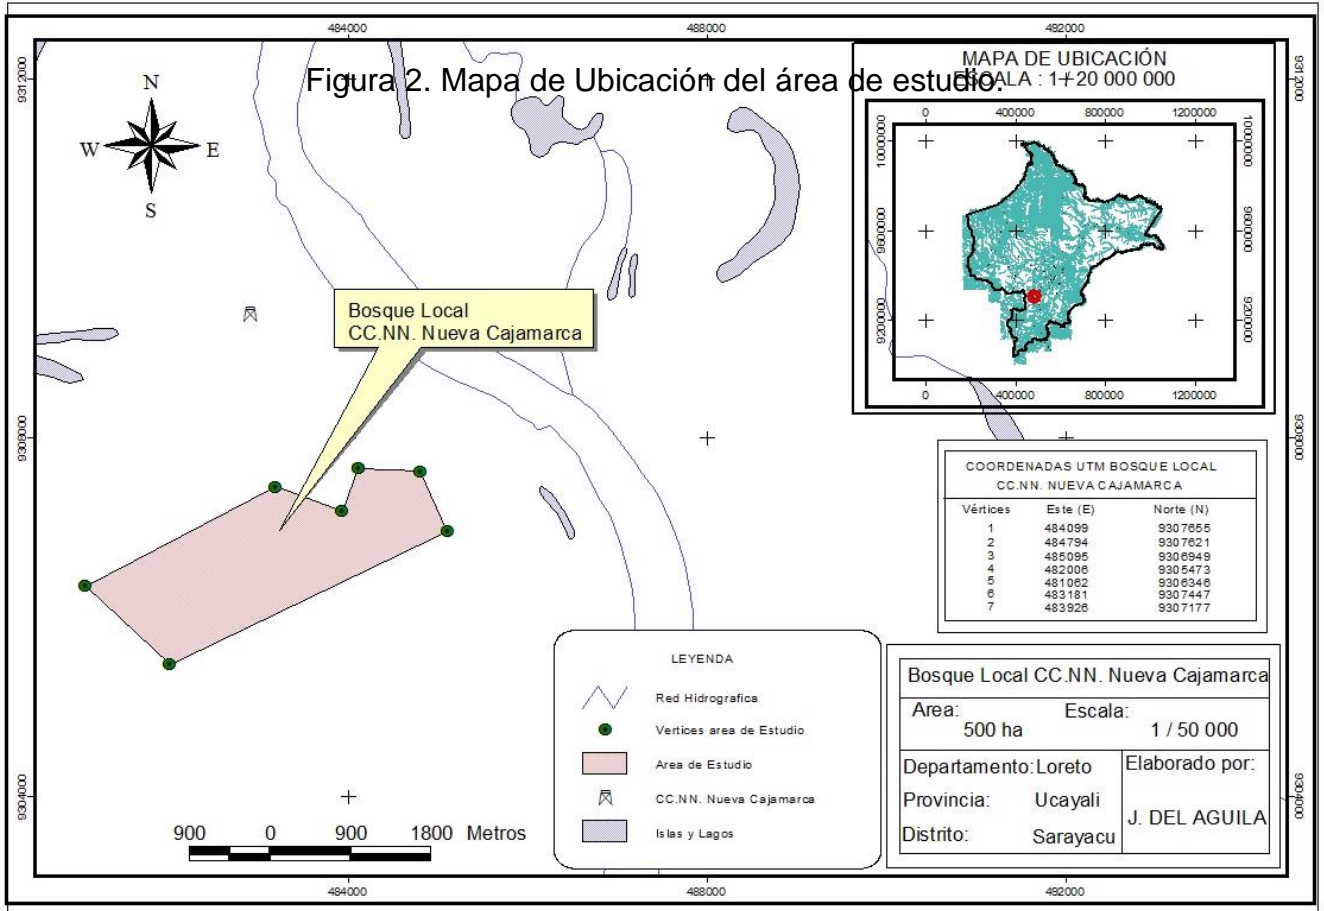 484000 488000 492000
Figura 2. Mapa de Ubicación del área de estudio.
9312000
9308000
9304000
N
W E
S
Bosque Local
CC.NN. Nueva Cajamarca
900 0 900 1800 Metros
MAPA DE UBICACIÓN
ESCALA : 1 20 000 000
0 400000 800000 1200000
10000000
9600000
9200000
10000000
9600000
9200000
0 400000 800000 1200000
9312000
9308000
9304000
COORDENADAS UTM BOSQUE LOCAL
CC.NN. NUEVA CAJAMARCA
Vértices Este (E) Norte (N)
1 484099 9307655
2 484794 9307621
3 485095 9306949
4 482006 9305473
5 481062 9306346
6 483181 9307447
7 483926 9307177
LEYENDA
Red Hidrografica
Vertices area de Estudio
Area de Estudio
CC.NN. Nueva Cajamarca
Islas y Lagos
Bosque Local CC.NN. Nueva Cajamarca
Area: Escala:
500 ha 1 / 50 000
Departamento: Loreto
Provincia: Ucayali
Distrito: Sarayacu
Elaborado por:
J. DEL AGUILA
484000 488000 492000